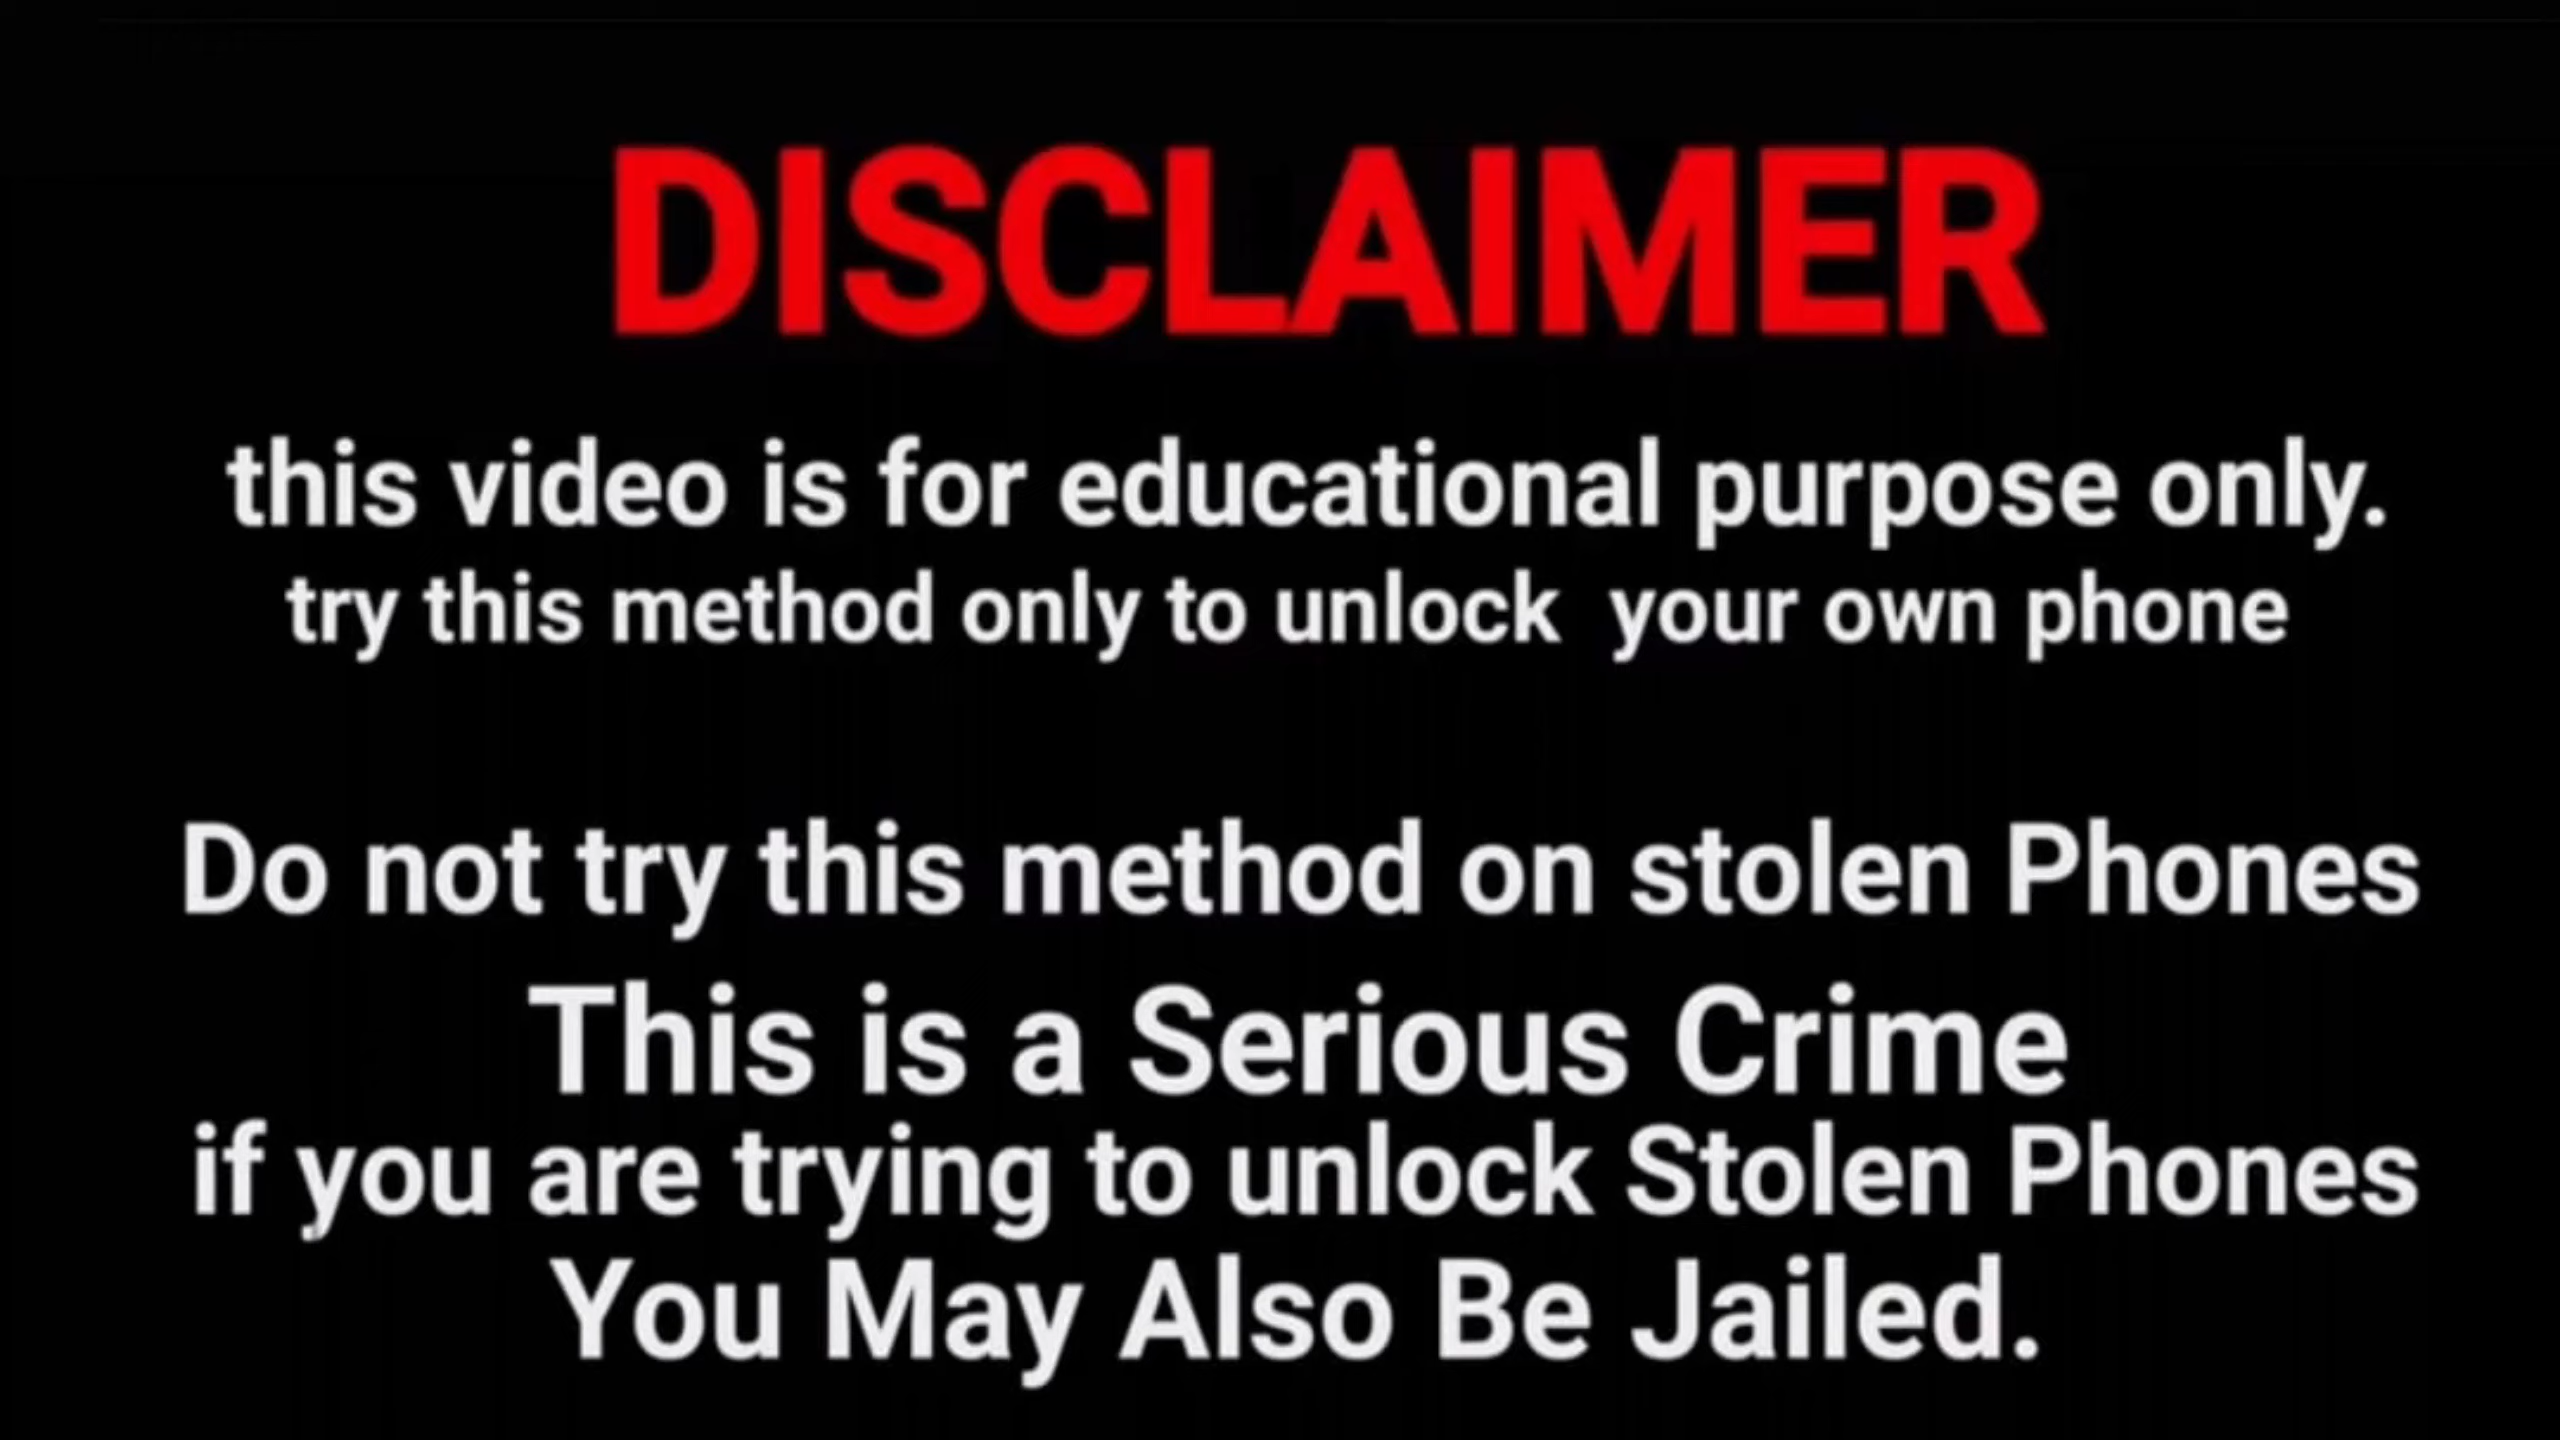 DISCLAIMER
this video is for educational purpose only.
try this method only to unlock your own phone
Do not try this method on stolen Phones
This is a Serious Crime
if you are trying to unlock Stolen Phones
You May Also Be Jailed.